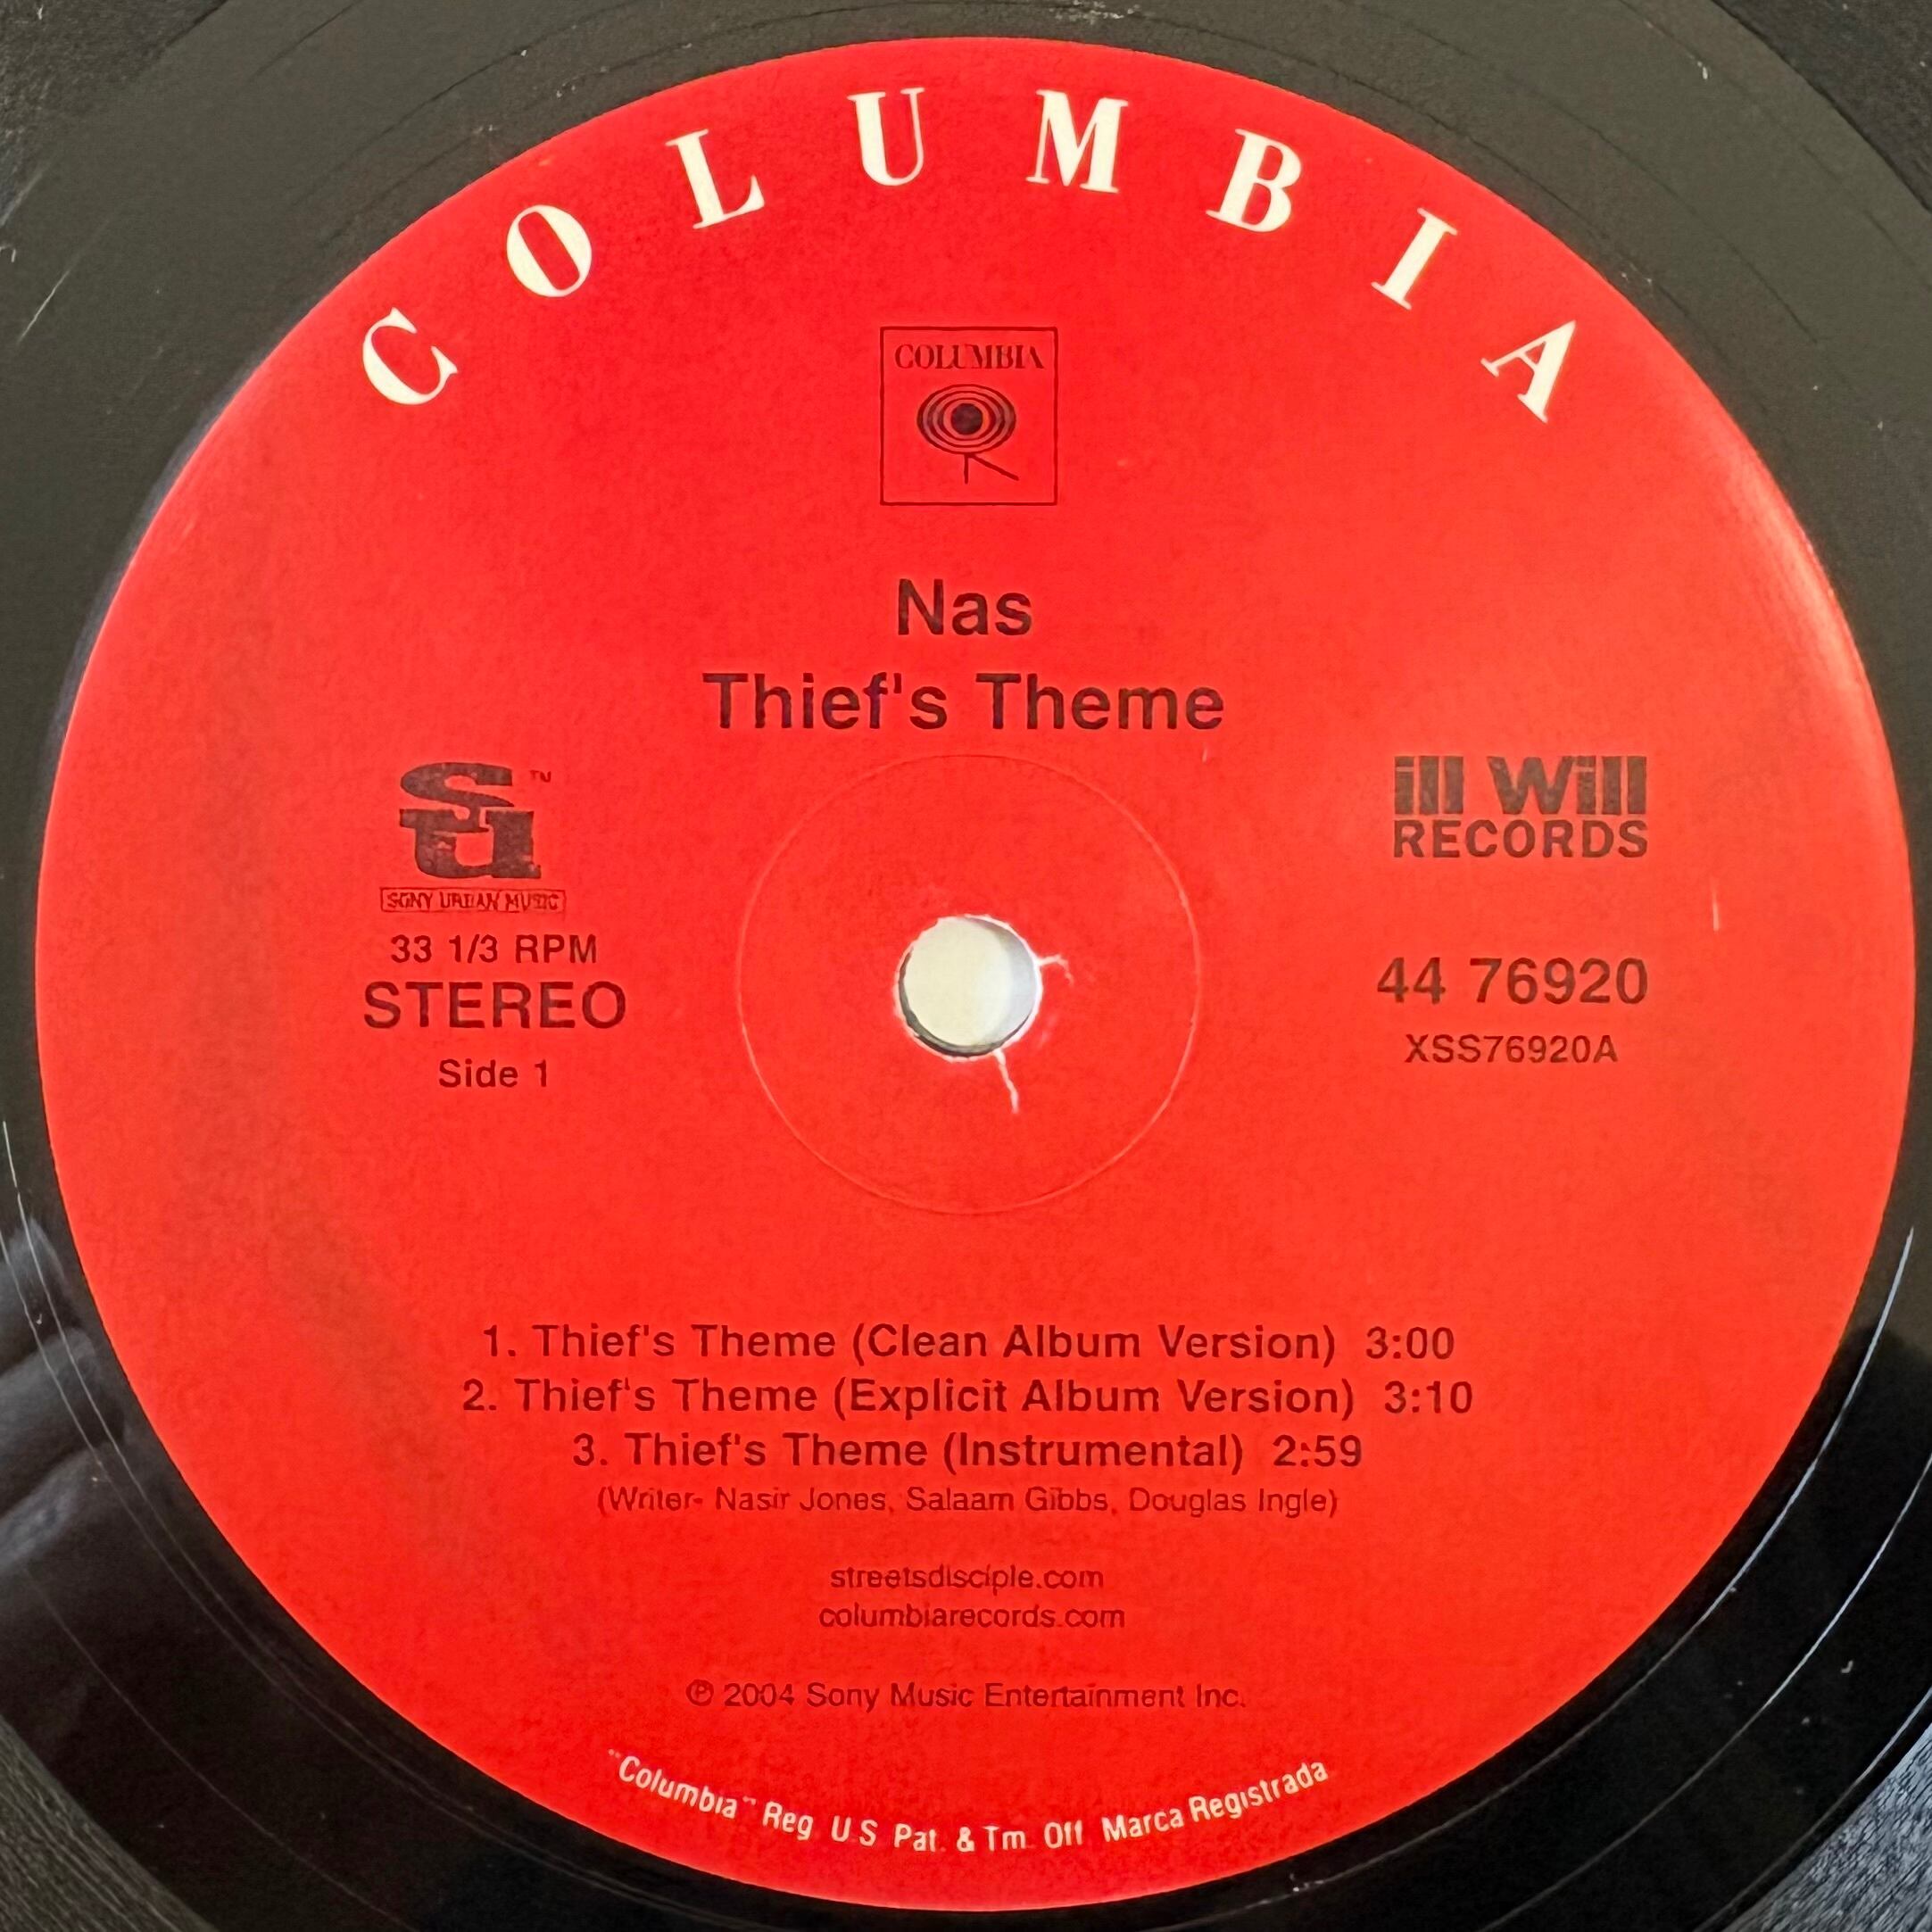 COLUMBIA
COLUMBIA
Nas
Thief's Theme
su TM
SONY URBAN MUSIC
33 1/3 RPM
STEREO
Side 1
ill Will
RECORDS
44 76920
XSS76920A
1. Thief's Theme (Clean Album Version) 3:00
2. Thief's Theme (Explicit Album Version) 3:10
3. Thief's Theme (Instrumental) 2:59
(Writer- Nasir Jones, Salaam Gibbs, Douglas Ingle)
streetsdisciple.com
columbiarecords.com
℗ 2004 Sony Music Entertainment Inc.
"Columbia" Reg. U.S. Pat. & Tm. Off. Marca Registrada